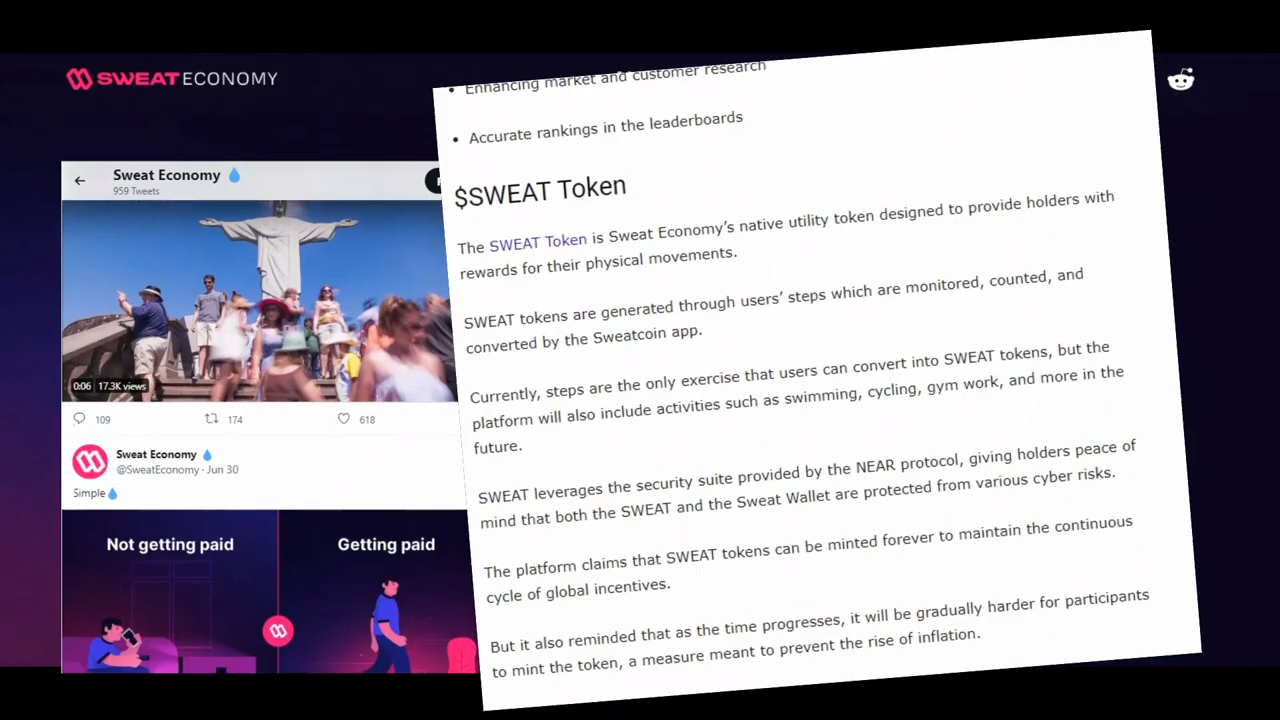 SWEATECONOMY
Sweat Economy
959 Tweets
0:06 17.3K views
109 174 618
Sweat Economy
@SweatEconomy · Jun 30
Simple
Not getting paid
Getting paid
• Enhancing market and customer research
• Accurate rankings in the leaderboards
$SWEAT Token
The SWEAT Token is Sweat Economy's native utility token designed to provide holders with
rewards for their physical movements.
SWEAT tokens are generated through users' steps which are monitored, counted, and
converted by the Sweatcoin app.
Currently, steps are the only exercise that users can convert into SWEAT tokens, but the
platform will also include activities such as swimming, cycling, gym work, and more in the
future.
SWEAT leverages the security suite provided by the NEAR protocol, giving holders peace of
mind that both the SWEAT and the Sweat Wallet are protected from various cyber risks.
The platform claims that SWEAT tokens can be minted forever to maintain the continuous
cycle of global incentives.
But it also reminded that as the time progresses, it will be gradually harder for participants
to mint the token, a measure meant to prevent the rise of inflation.